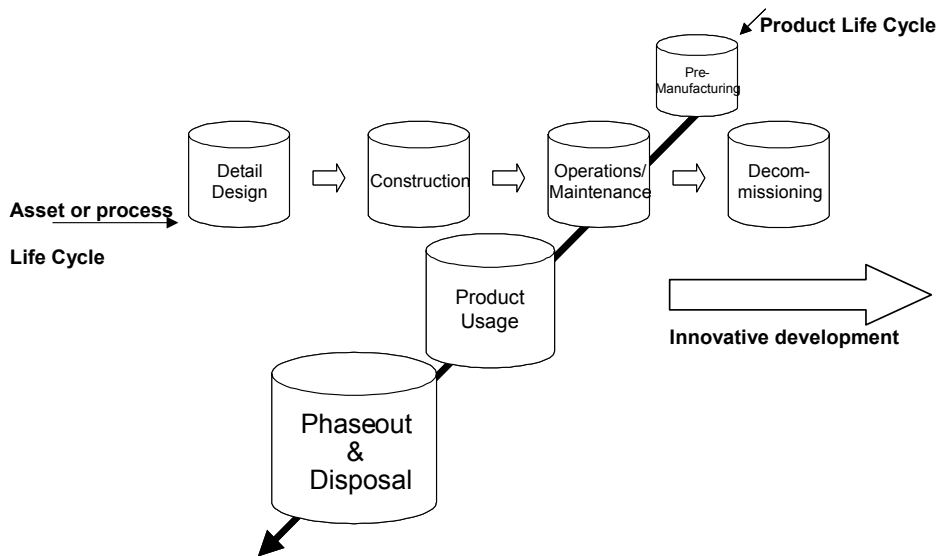 Product Life Cycle
Pre-
Manufacturing
Detail
Design
Construction
Operations/
Maintenance
Decom-
missioning
Asset or process
Life Cycle
Product
Usage
Innovative development
Phaseout
&
Disposal